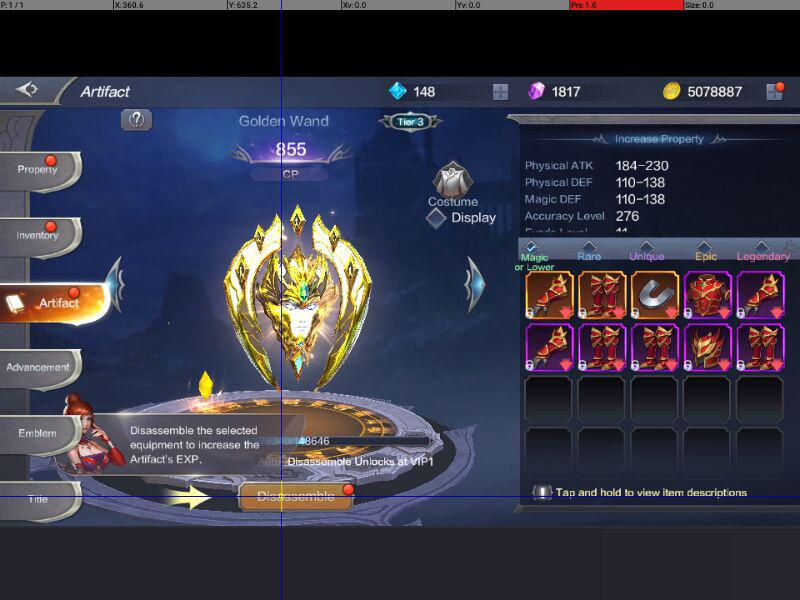 P: 1 / 1 X: 360.6 Y: 635.2 Xv: 0.0 Yv: 0.0 Prs: 1.0 Size: 0.0
Artifact 148 1817 5078887
Golden Wand Tier 3
855
CP
Costume
Display
Property
Inventory
Artifact
Advancement
Emblem
Title
Increase Property
Physical ATK 184-230
Physical DEF 110-138
Magic DEF 110-138
Accuracy Level 276
Magic or Lower Rare Unique Epic Legendary
Disassemble the selected
equipment to increase the
Artifact's EXP.
Disassemble Unlocks at VIP1
Disassemble
Tap and hold to view item descriptions